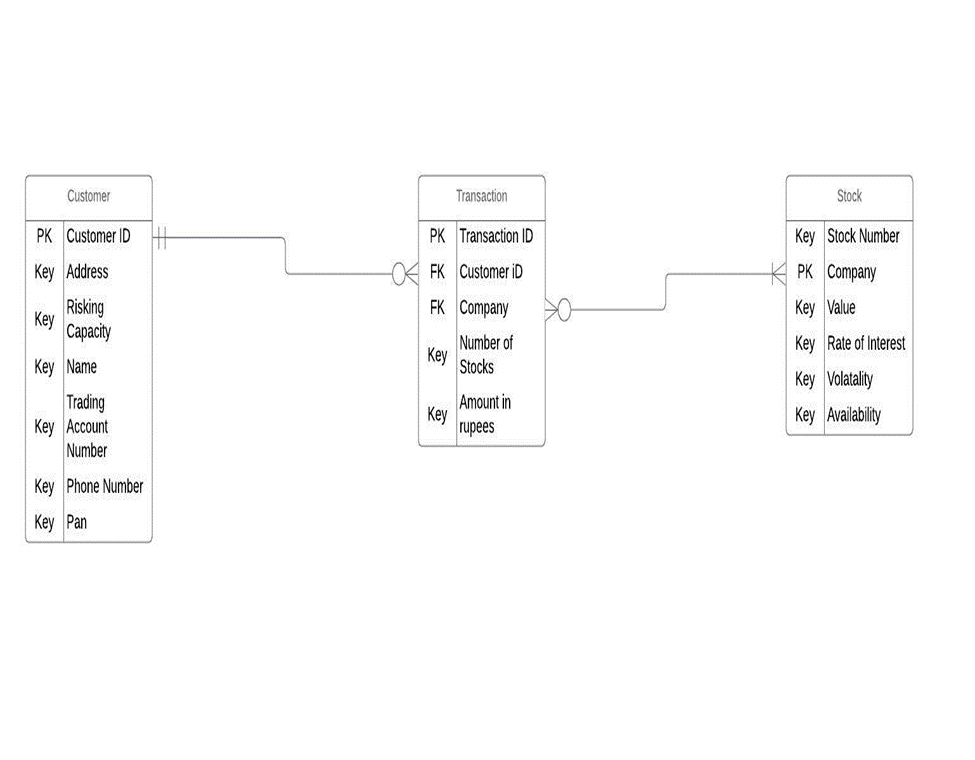 Customer
PK Customer ID
Key Address
Key Risking
Capacity
Key Name
Key Trading
Account
Number
Key Phone Number
Key Pan
Transaction
PK Transaction ID
FK Customer iD
FK Company
Key Number of
Stocks
Key Amount in
rupees
Stock
Key Stock Number
PK Company
Key Value
Key Rate of Interest
Key Volatality
Key Availability